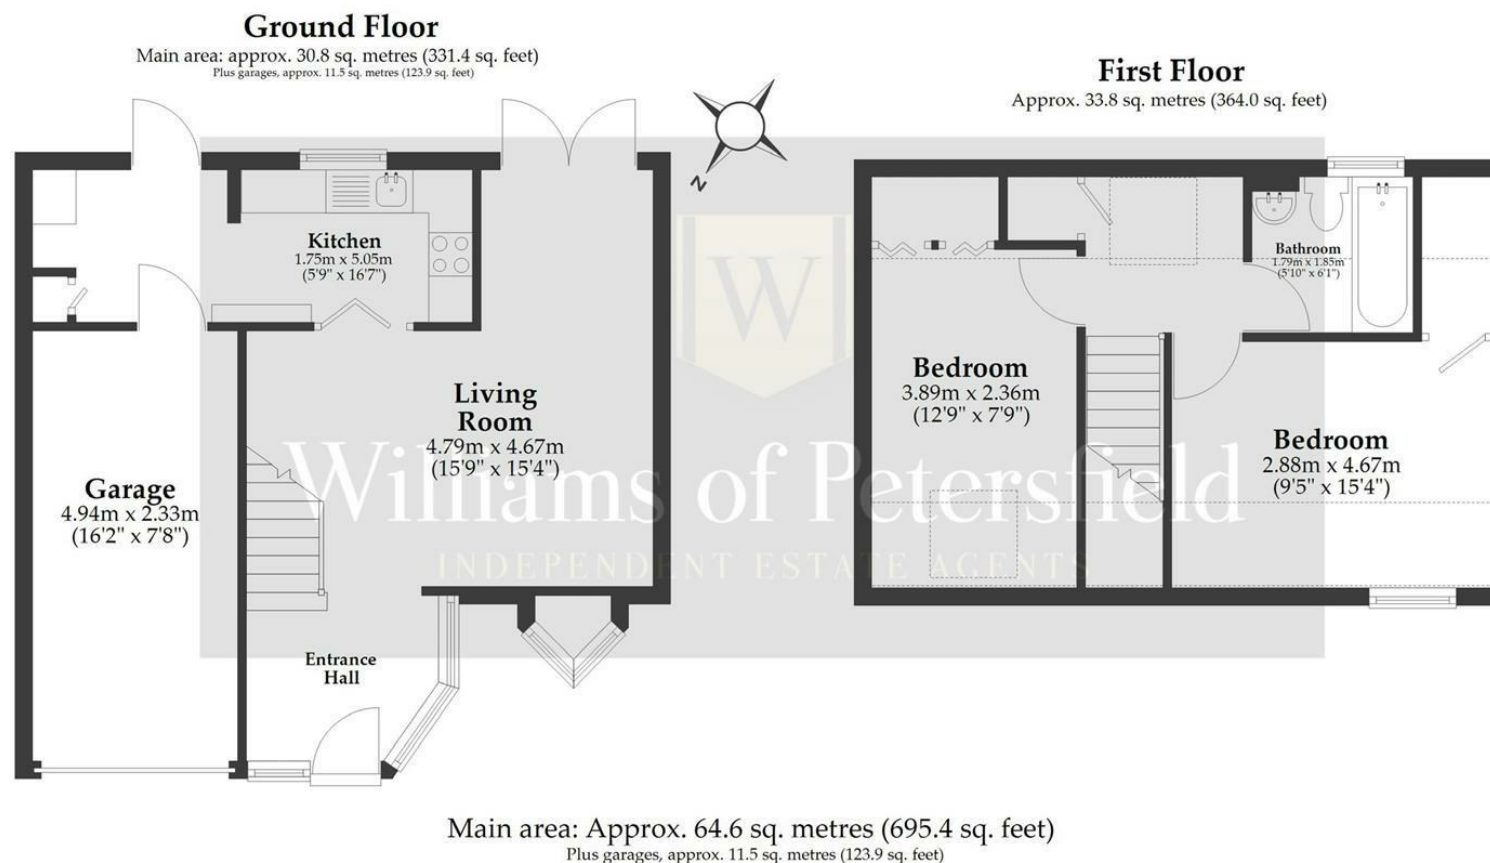 Ground Floor
Main area: approx. 30.8 sq. metres (331.4 sq. feet)
Plus garages, approx. 11.5 sq. metres (123.9 sq. feet)
First Floor
Approx. 33.8 sq. metres (364.0 sq. feet)
N
Kitchen
1.75m x 5.05m
(5'9" x 16'7")
Living
Room
4.79m x 4.67m
(15'9" x 15'4")
Garage
4.94m x 2.33m
(16'2" x 7'8")
Entrance
Hall
W
Williams of Petersfield
INDEPENDENT ESTATE AGENTS
Bathroom
1.79m x 1.85m
(5'10" x 6'1")
Bedroom
3.89m x 2.36m
(12'9" x 7'9")
Bedroom
2.88m x 4.67m
(9'5" x 15'4")
Main area: Approx. 64.6 sq. metres (695.4 sq. feet)
Plus garages, approx. 11.5 sq. metres (123.9 sq. feet)